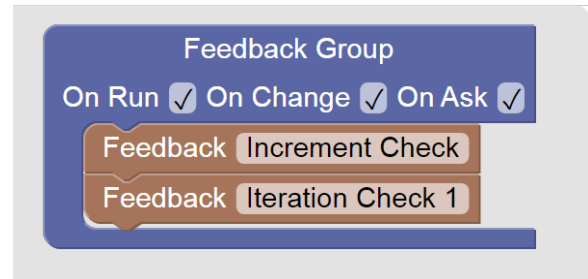 Feedback Group
On Run ✓ On Change ✓ On Ask ✓
Feedback Increment Check
Feedback Iteration Check 1